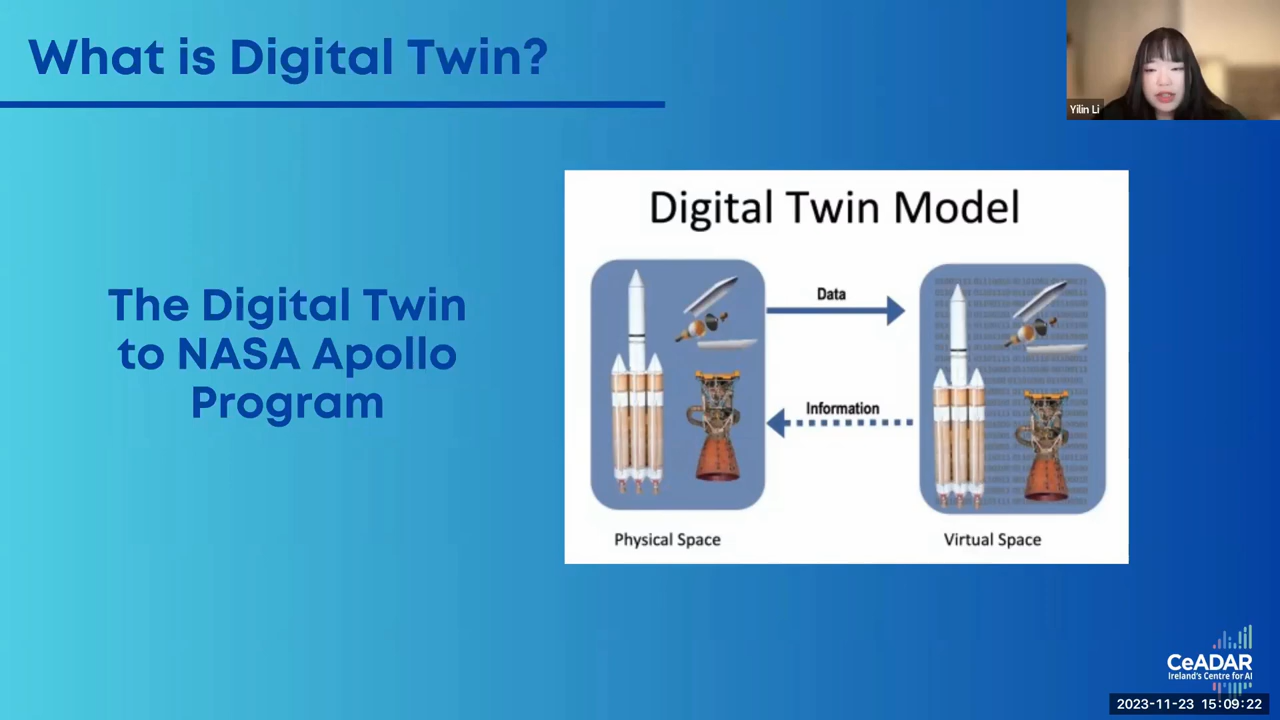 What is Digital Twin?
Yilin Li
The Digital Twin
to NASA Apollo
Program
Digital Twin Model
Data
Information
Physical Space
Virtual Space
CeADAR
Ireland's Centre for AI
2023-11-23 15:09:22